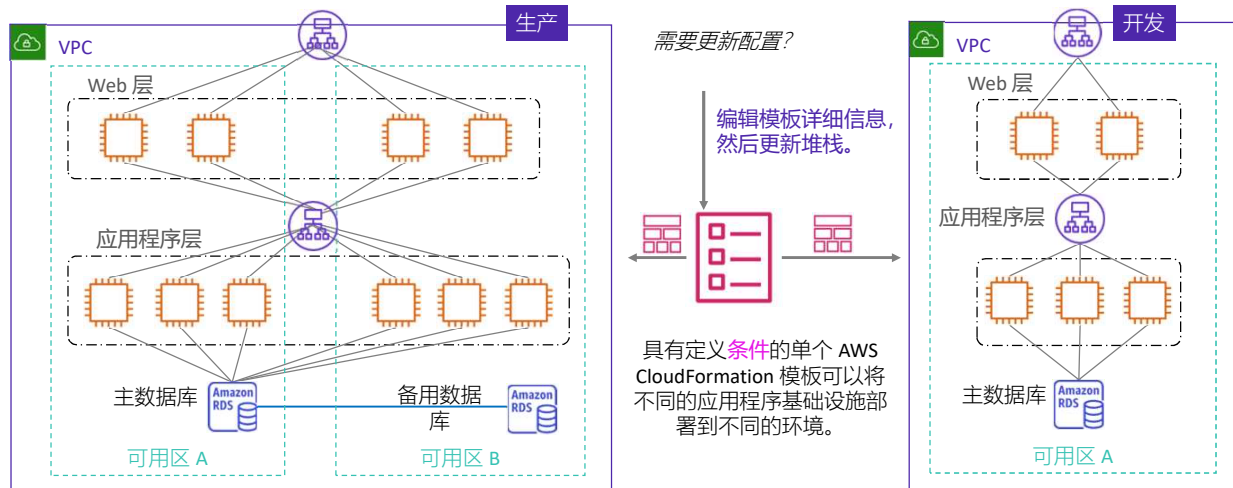 生产
VPC
Web 层
应用程序层
主数据库
Amazon
RDS
备用数据
库
Amazon
RDS
可用区 A
可用区 B
需要更新配置?
编辑模板详细信息,
然后更新堆栈。
具有定义条件的单个 AWS
CloudFormation 模板可以将
不同的应用程序基础设施部
署到不同的环境。
开发
VPC
Web 层
应用程序层
主数据库
Amazon
RDS
可用区 A